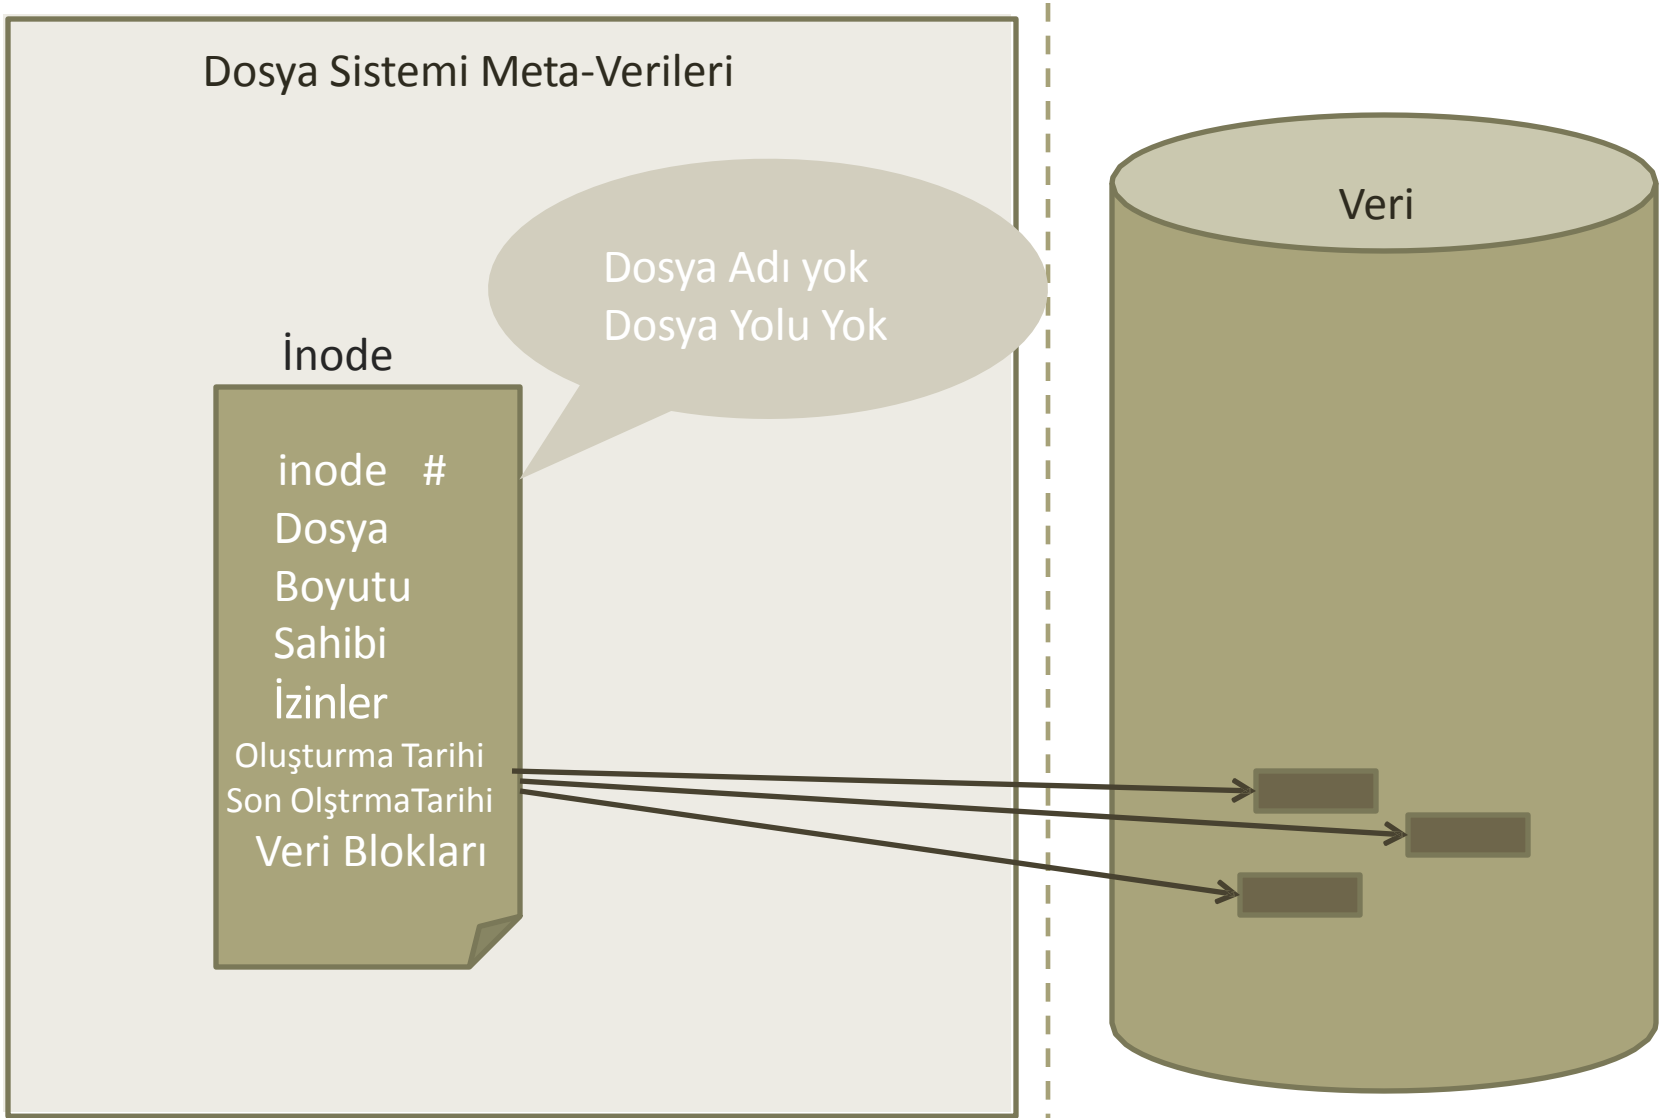 Dosya Sistemi Meta-Verileri
Veri
Dosya Adı yok
Dosya Yolu Yok
İnode
inode #
Dosya
Boyutu
Sahibi
İzinler
Oluşturma Tarihi
Son OlştrmaTarihi
Veri Blokları